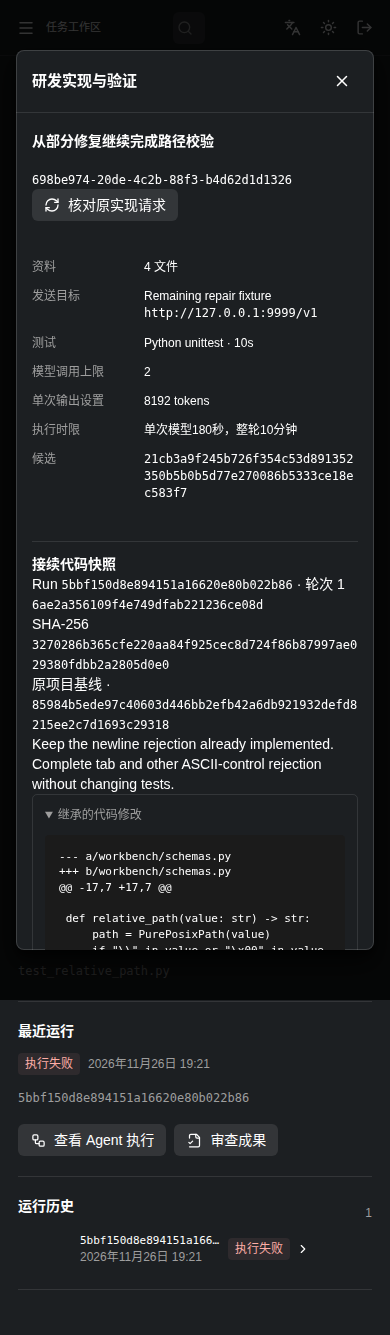 任务工作区
研发实现与验证
从部分修复继续完成路径校验
698be974-20de-4c2b-88f3-b4d62d1d1326
核对原实现请求
资料 4 文件
发送目标 Remaining repair fixture
http://127.0.0.1:9999/v1
测试 Python unittest · 10s
模型调用上限 2
单次输出设置 8192 tokens
执行时限 单次模型180秒，整轮10分钟
候选 21cb3a9f245b726f354c53d891352
350b5b0b5d77e270086b5333ce18e
c583f7
接续代码快照
Run 5bbf150d8e894151a16620e80b022b86 · 轮次 1
6ae2a356109f4e749dfab221236ce08d
SHA-256
3270286b365cfe220aa84f925cec8d724f86b87997ae0
29380fdbb2a2805d0e0
原项目基线 ·
85984b5ede97c40603d446bb2efb42a6db921932defd8
215ee2c7d1693c29318
Keep the newline rejection already implemented.
Complete tab and other ASCII-control rejection
without changing tests.
▼ 继承的代码修改
--- a/workbench/schemas.py
+++ b/workbench/schemas.py
@@ -17,7 +17,7 @@
def relative_path(value: str) -> str:
path = PurePosixPath(value)
if "\\" in value or "\x00" in value
test_relative_path.py
最近运行
执行失败 2026年11月26日 19:21
5bbf150d8e894151a16620e80b022b86
查看 Agent 执行 审查成果
运行历史 1
5bbf150d8e894151a166… 执行失败
2026年11月26日 19:21